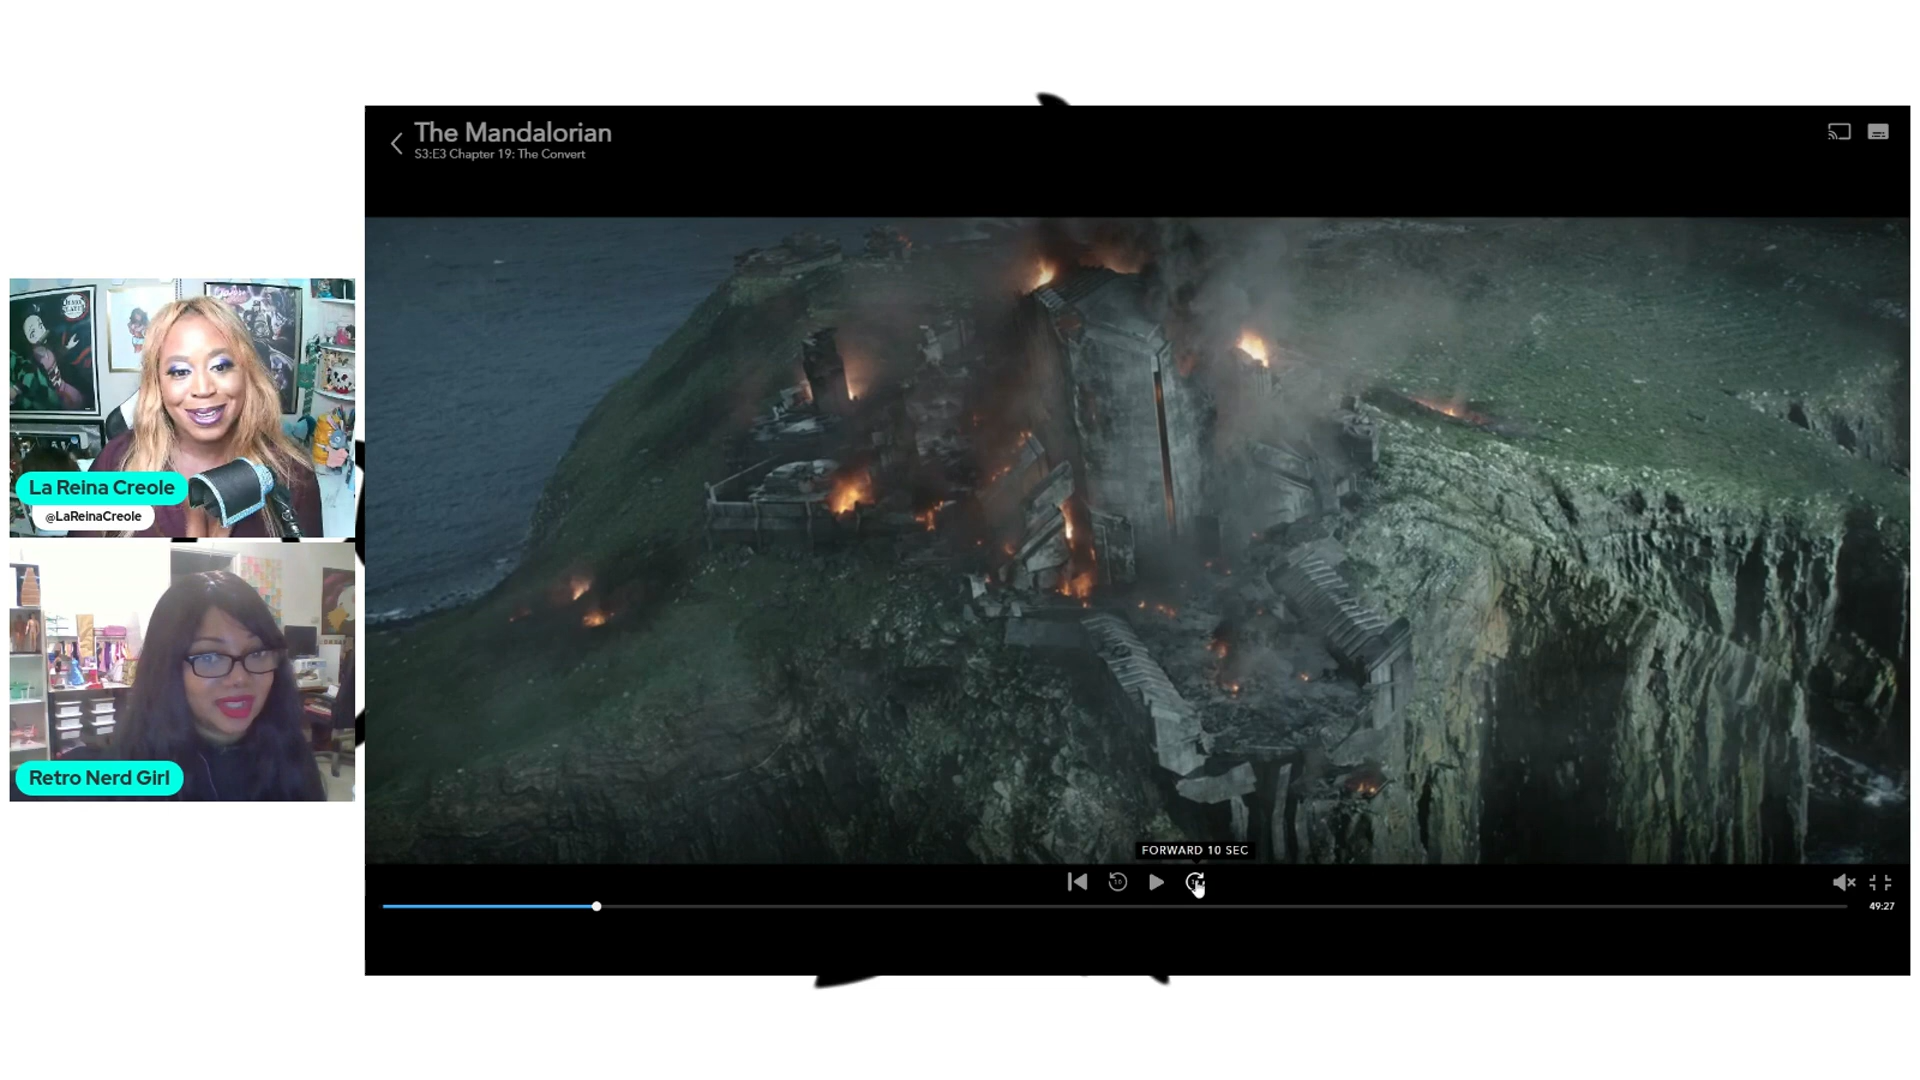 The Mandalorian
S3:E3 Chapter 19: The Convert
La Reina Creole
@LaReinaCreole
Retro Nerd Girl
FORWARD 10 SEC
10
49:27